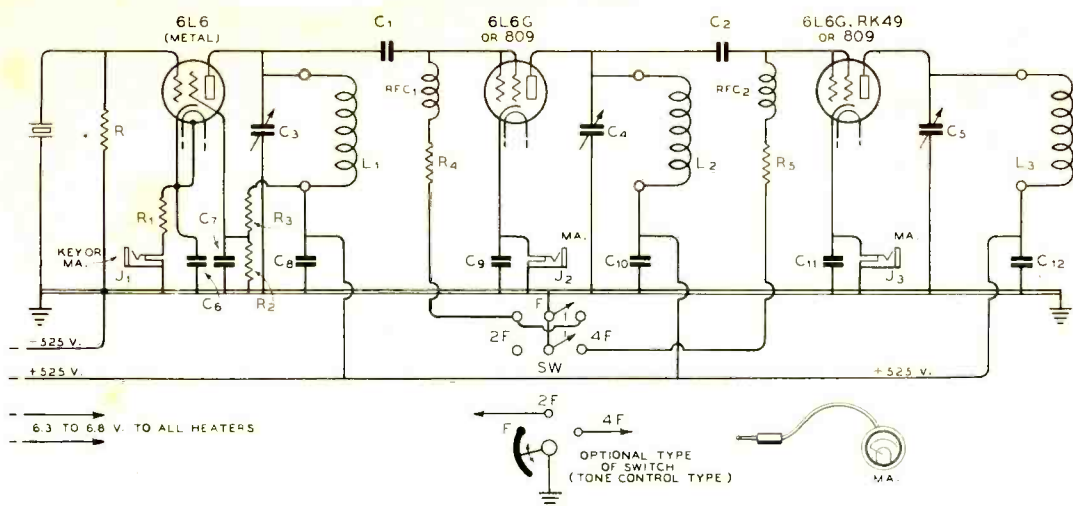 6L6
(METAL)
C1
6L6G
OR 809
C2
6L6G, RK49
OR 809
R
C3
L1
RFC1
R4
C4
L2
RFC2
R5
C5
L3
R1
C7
R3
KEY OR
MA.
J1
C6
R2
C8
C9
MA.
J2
C10
C11
MA.
J3
C12
F
2F
4F
SW
-525 V.
+525 V.
+525 V.
6.3 TO 6.8 V. TO ALL HEATERS
2F
F
4F
OPTIONAL TYPE
OF SWITCH
(TONE CONTROL TYPE)
MA.